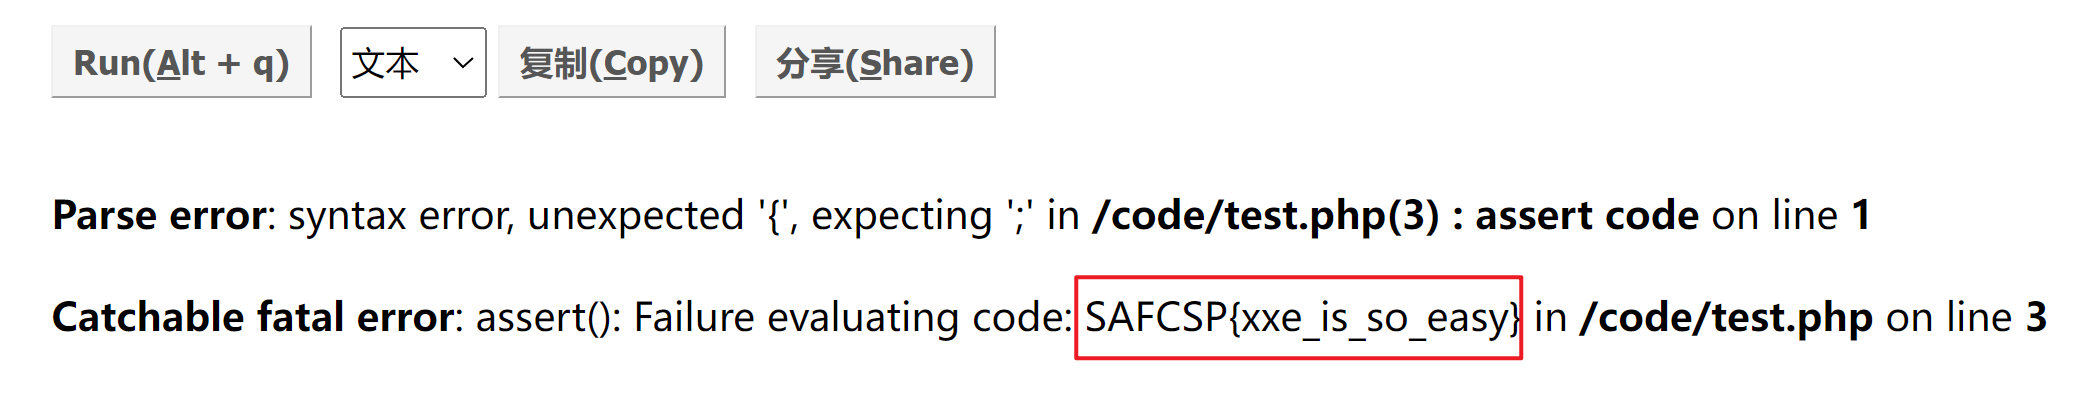 Run(Alt + q) 文本 复制(Copy) 分享(Share)
Parse error: syntax error, unexpected '{', expecting ';' in /code/test.php(3) : assert code on line 1
Catchable fatal error: assert(): Failure evaluating code: SAFCSP{xxe_is_so_easy} in /code/test.php on line 3